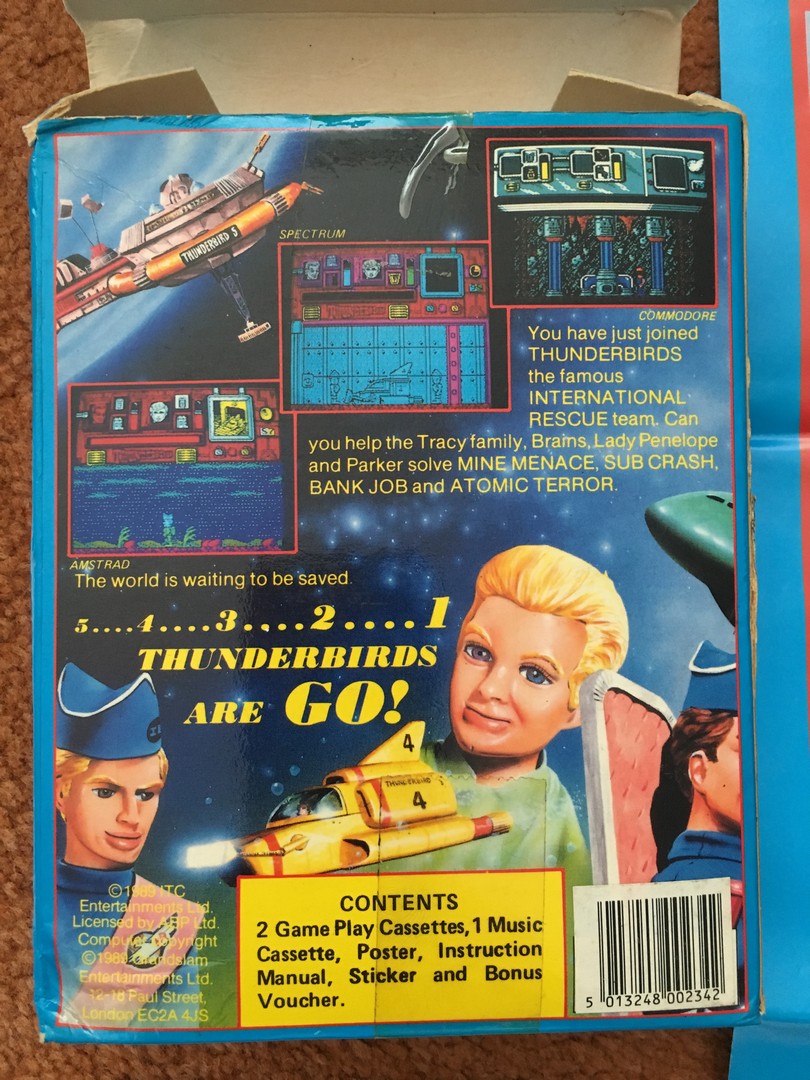 THUNDERBIRD 5
SPECTRUM
COMMODORE
You have just joined
THUNDERBIRDS
the famous
INTERNATIONAL
RESCUE team. Can
you help the Tracy family, Brains, Lady Penelope
and Parker solve MINE MENACE, SUB CRASH,
BANK JOB and ATOMIC TERROR.
AMSTRAD
The world is waiting to be saved.
5....4....3....2....1
THUNDERBIRDS
ARE GO!
4
THUNDERBIRD
4
©1989 ITC
Entertainments Ltd.
Licensed by ABP Ltd.
Computer copyright
Grandslam
Entertainments Ltd.
12-18 Paul Street,
London EC2A 4JS
CONTENTS
2 Game Play Cassettes, 1 Music
Cassette, Poster, Instruction
Manual, Sticker and Bonus
Voucher.
5 013248 002342